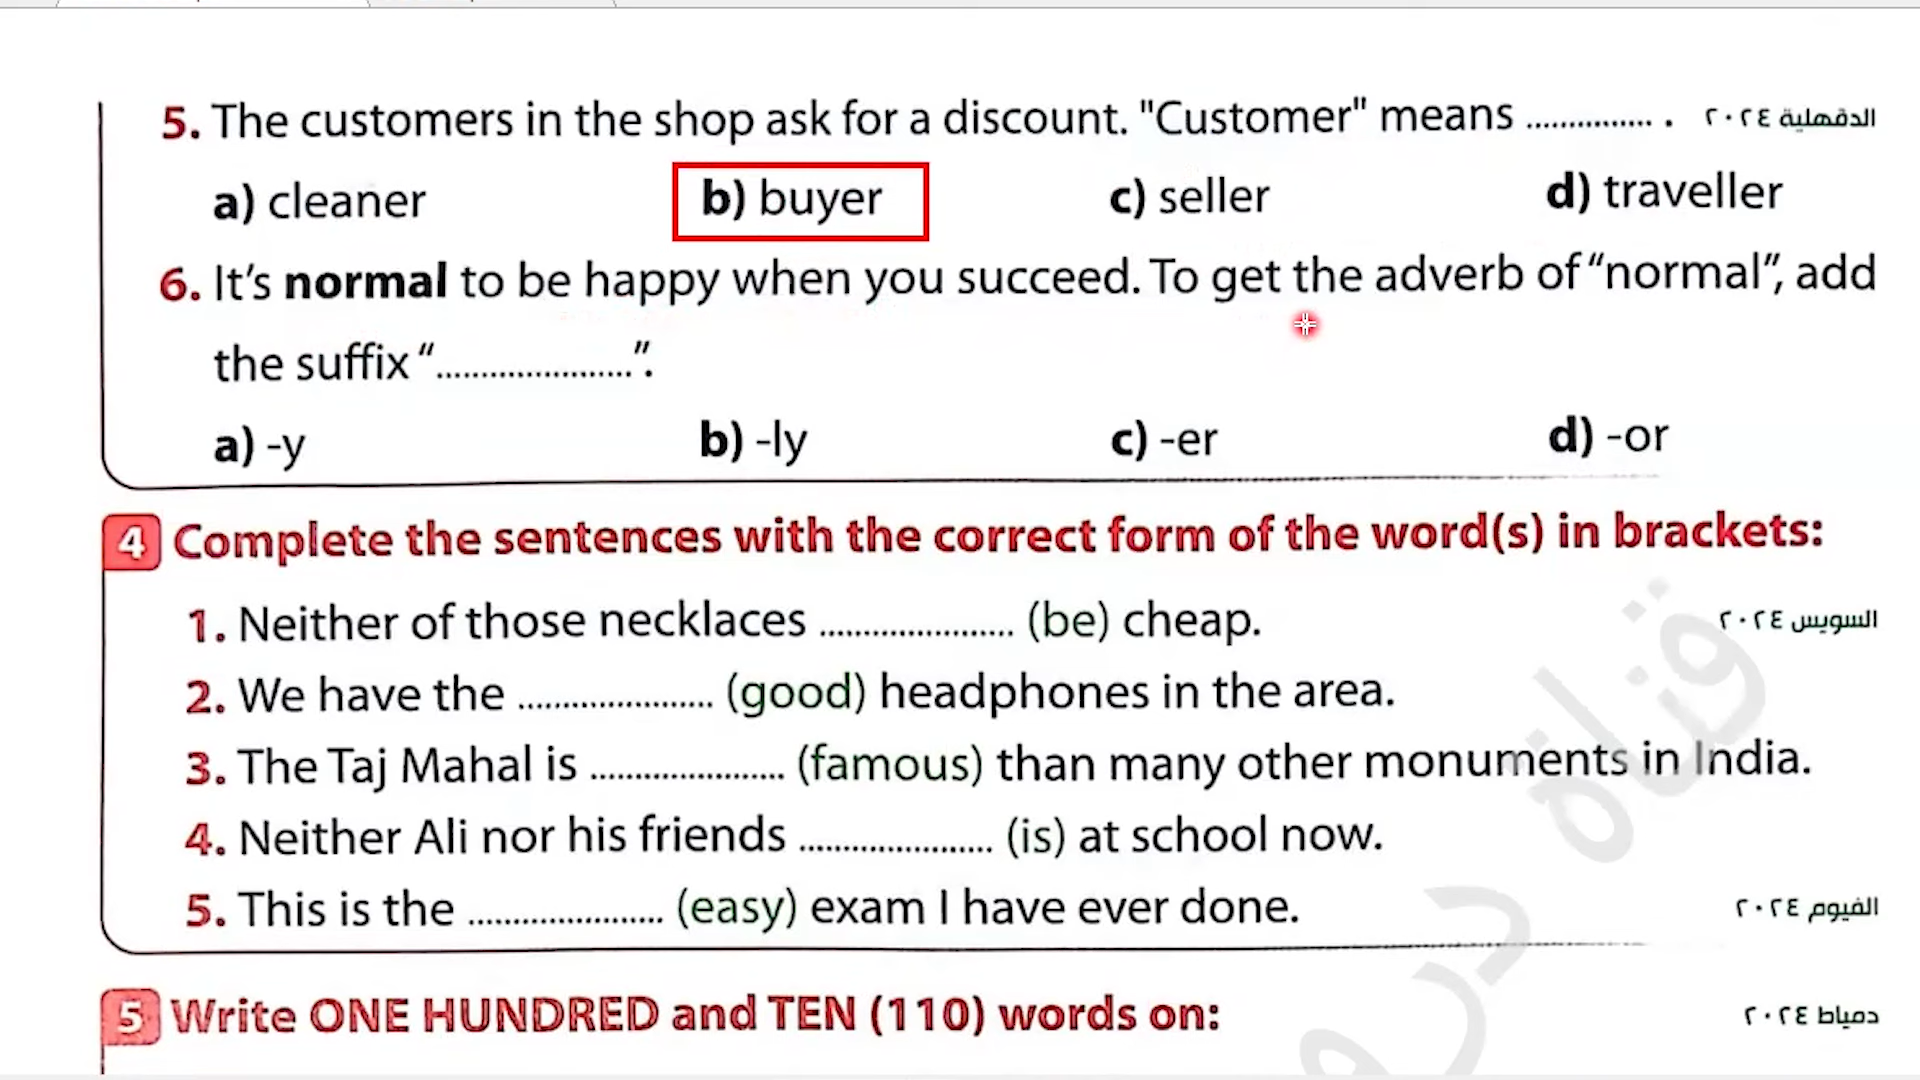 5. The customers in the shop ask for a discount. "Customer" means ............... . الدقهلية ٢٠٢٤
a) cleaner b) buyer c) seller d) traveller
6. It's normal to be happy when you succeed. To get the adverb of “normal”, add
the suffix “......................”.
a) -y b) -ly c) -er d) -or
4 Complete the sentences with the correct form of the word(s) in brackets:
1. Neither of those necklaces ...................... (be) cheap. السويس ٢٠٢٤
2. We have the ...................... (good) headphones in the area.
3. The Taj Mahal is ...................... (famous) than many other monuments in India.
4. Neither Ali nor his friends ...................... (is) at school now.
5. This is the ...................... (easy) exam I have ever done. الفيوم ٢٠٢٤
5 Write ONE HUNDRED and TEN (110) words on: دمياط ٢٠٢٤
قناة